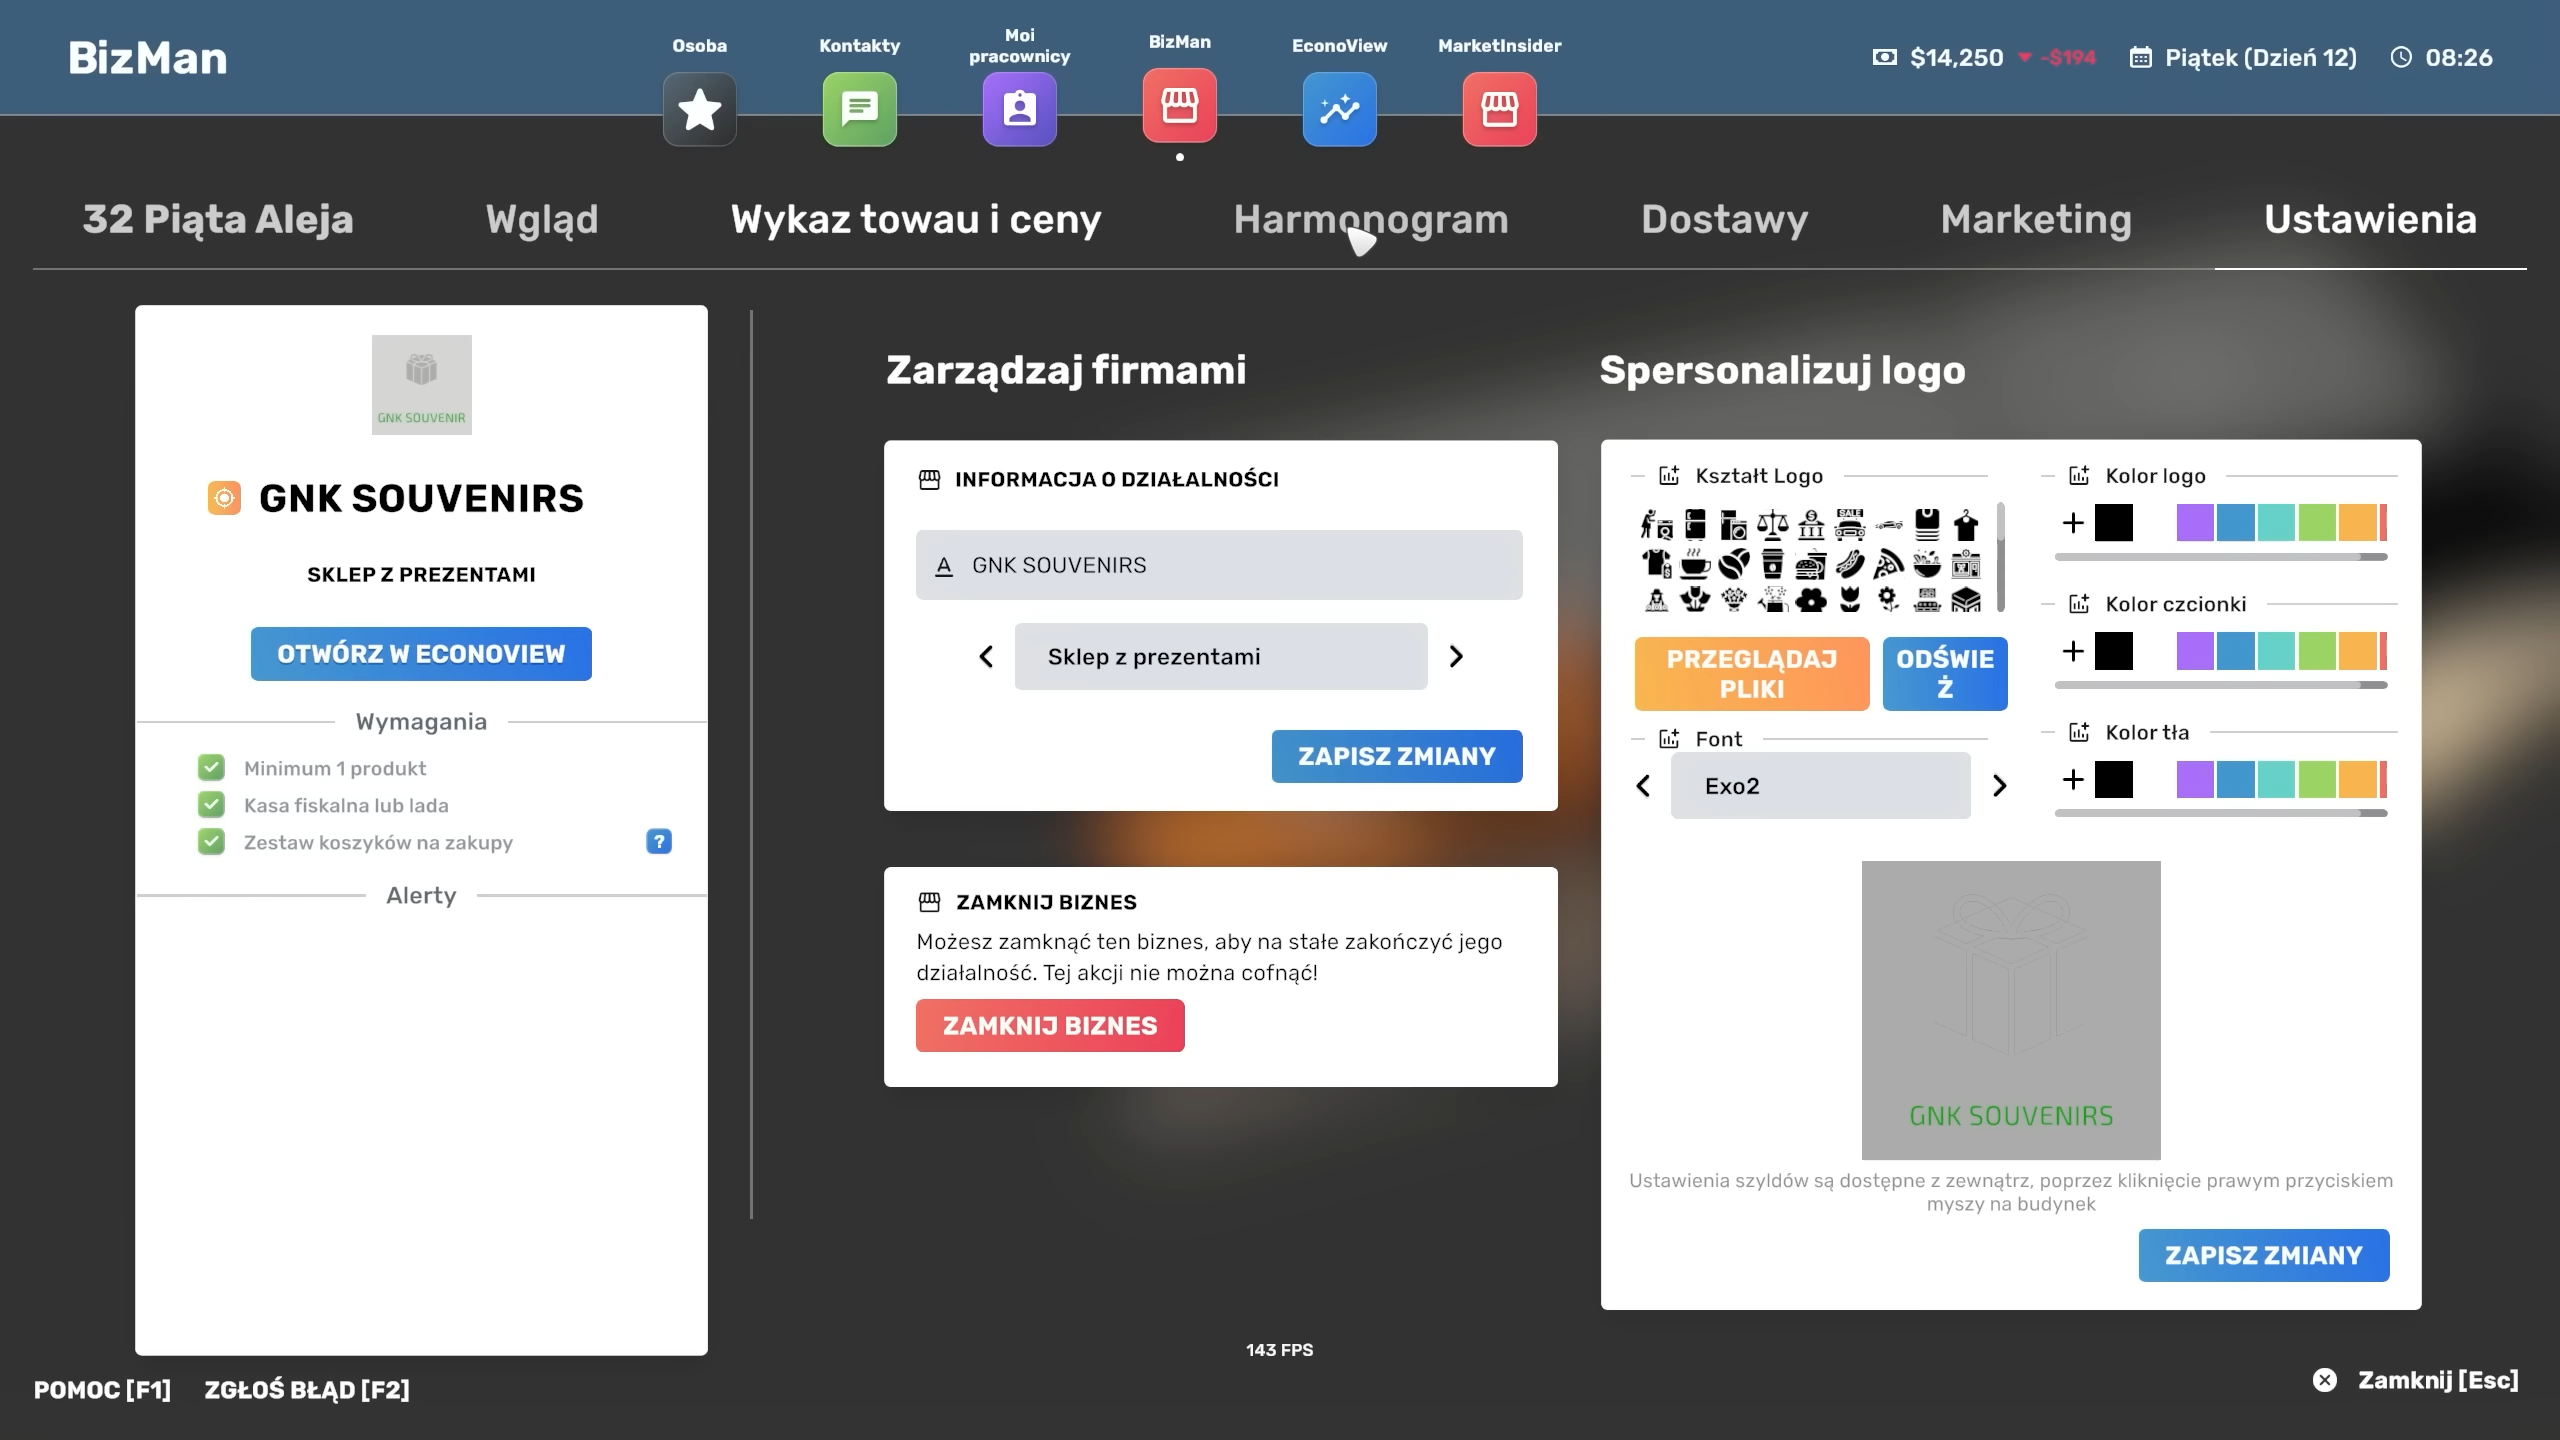 BizMan
Osoba
Kontakty
Moi
pracownicy
BizMan
EconoView
MarketInsider
$14,250
-$194
Piątek (Dzień 12)
08:26
32 Piąta Aleja
Wgląd
Wykaz towau i ceny
Harmonogram
Dostawy
Marketing
Ustawienia
GNK SOUVENIR
GNK SOUVENIRS
SKLEP Z PREZENTAMI
OTWÓRZ W ECONOVIEW
Wymagania
Minimum 1 produkt
Kasa fiskalna lub lada
Zestaw koszyków na zakupy
?
Alerty
Zarządzaj firmami
INFORMACJA O DZIAŁALNOŚCI
GNK SOUVENIRS
Sklep z prezentami
ZAPISZ ZMIANY
ZAMKNIJ BIZNES
Możesz zamknąć ten biznes, aby na stałe zakończyć jego
działalność. Tej akcji nie można cofnąć!
ZAMKNIJ BIZNES
Spersonalizuj logo
Kształt Logo
SALE
PRZEGLĄDAJ
PLIKI
ODŚWIE
Ż
Font
Exo2
Kolor logo
Kolor czcionki
Kolor tła
GNK SOUVENIRS
Ustawienia szyldów są dostępne z zewnątrz, poprzez kliknięcie prawym przyciskiem
myszy na budynek
ZAPISZ ZMIANY
143 FPS
POMOC [F1]
ZGŁOŚ BŁĄD [F2]
Zamknij [Esc]